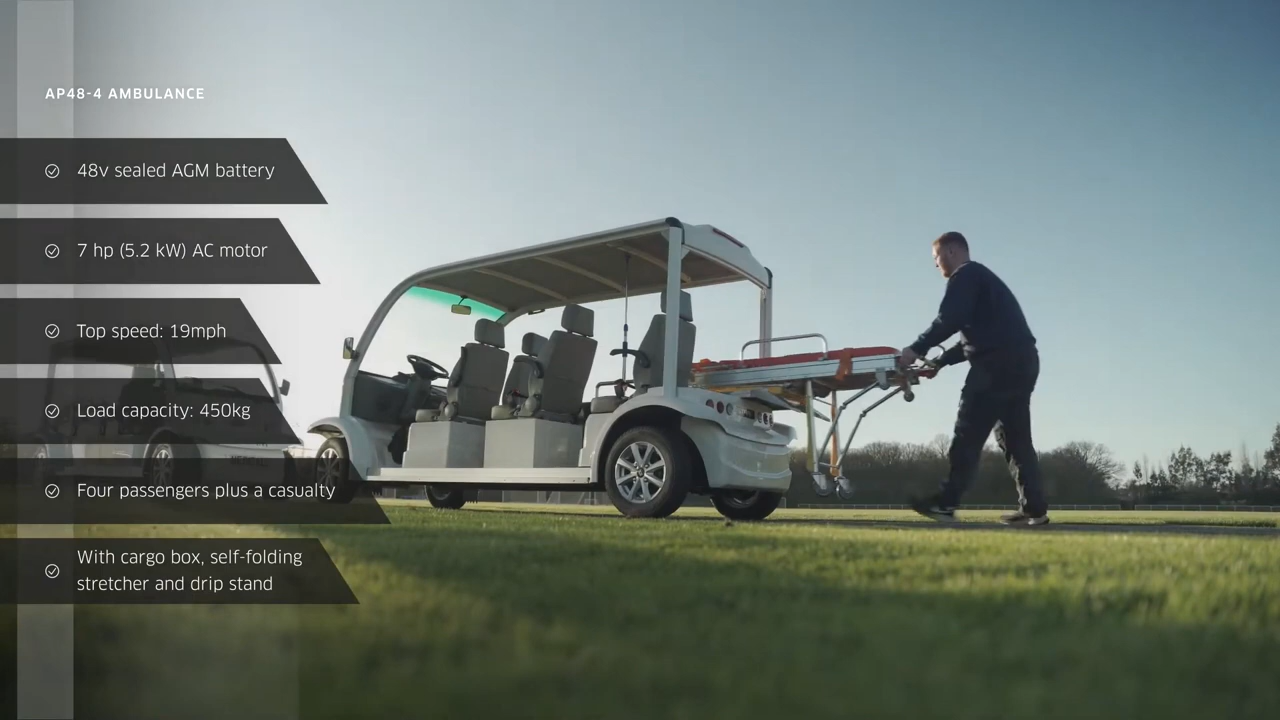 AP48-4 AMBULANCE
48v sealed AGM battery
7 hp (5.2 kW) AC motor
Top speed: 19mph
Load capacity: 450kg
Four passengers plus a casualty
With cargo box, self-folding
stretcher and drip stand